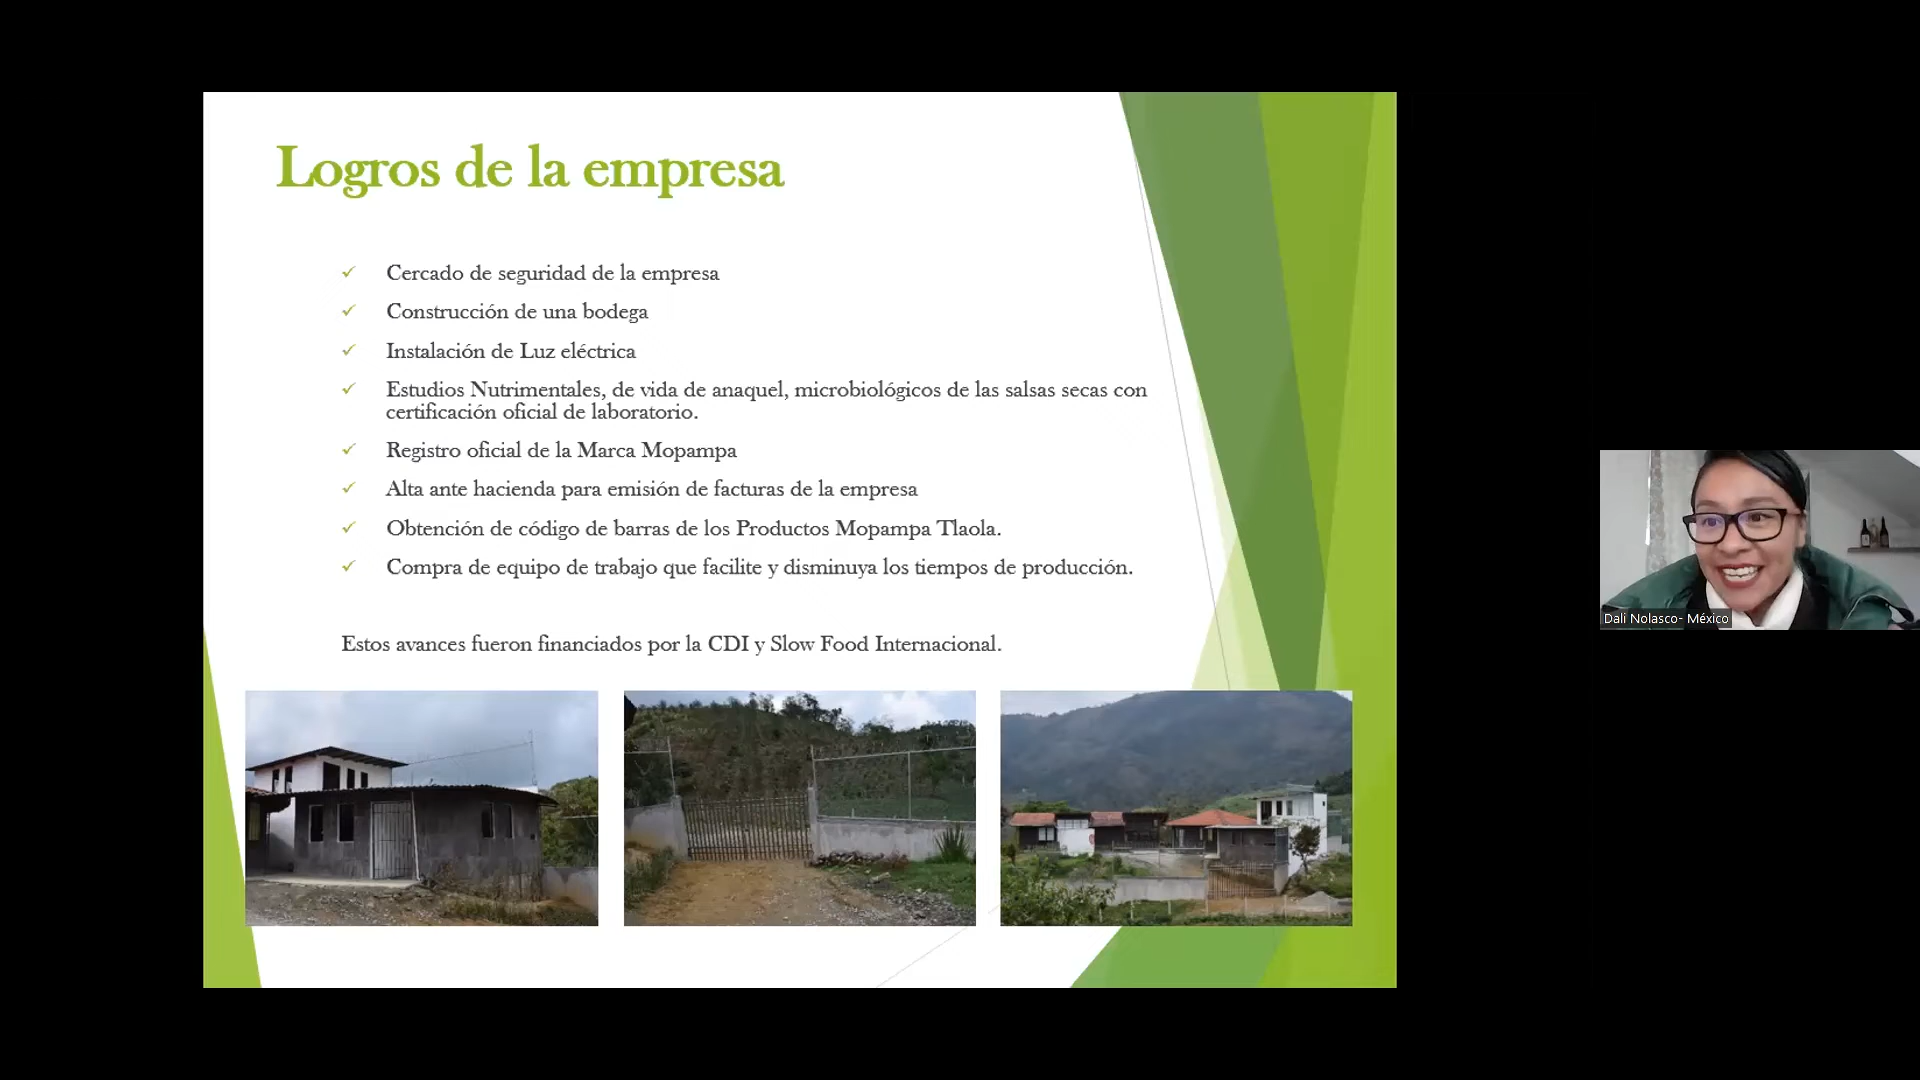 Logros de la empresa
Cercado de seguridad de la empresa
Construcción de una bodega
Instalación de Luz eléctrica
Estudios Nutrimentales, de vida de anaquel, microbiológicos de las salsas secas con
certificación oficial de laboratorio.
Registro oficial de la Marca Mopampa
Alta ante hacienda para emisión de facturas de la empresa
Obtención de código de barras de los Productos Mopampa Tlaola.
Compra de equipo de trabajo que facilite y disminuya los tiempos de producción.
Estos avances fueron financiados por la CDI y Slow Food Internacional.
Dali Nolasco- México